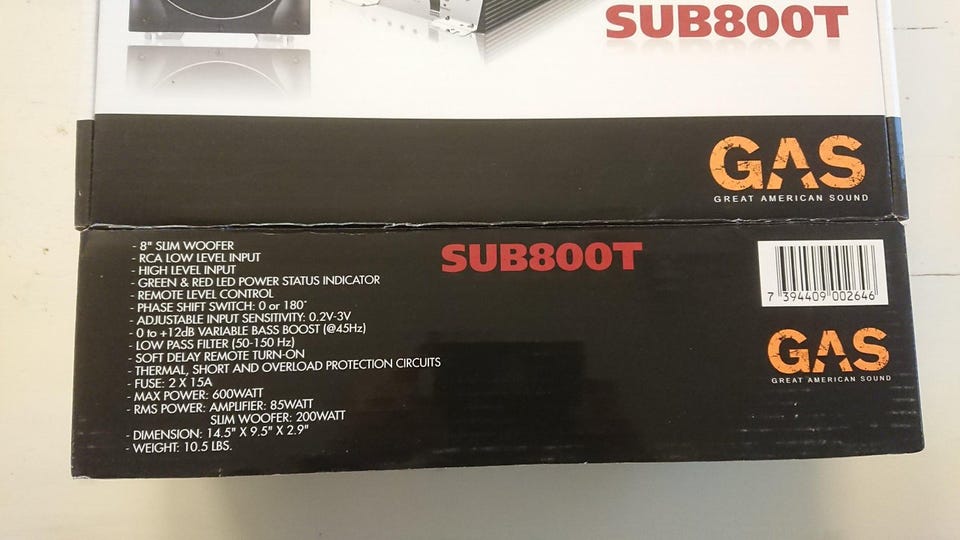 SUB800T
GAS
GREAT AMERICAN SOUND
- 8" SLIM WOOFER
- RCA LOW LEVEL INPUT
- HIGH LEVEL INPUT
- GREEN & RED LED POWER STATUS INDICATOR
- REMOTE LEVEL CONTROL
- PHASE SHIFT SWITCH: 0 or 180°
- ADJUSTABLE INPUT SENSITIVITY: 0.2V-3V
- 0 to +12dB VARIABLE BASS BOOST (@45Hz)
- LOW PASS FILTER (50-150 Hz)
- SOFT DELAY REMOTE TURN-ON
- THERMAL, SHORT AND OVERLOAD PROTECTION CIRCUITS
- FUSE: 2 X 15A
- MAX POWER: 600WATT
- RMS POWER: AMPLIFIER: 85WATT
SLIM WOOFER: 200WATT
- DIMENSION: 14.5" X 9.5" X 2.9"
- WEIGHT: 10.5 LBS.
SUB800T
7 394409 002646
GAS
GREAT AMERICAN SOUND